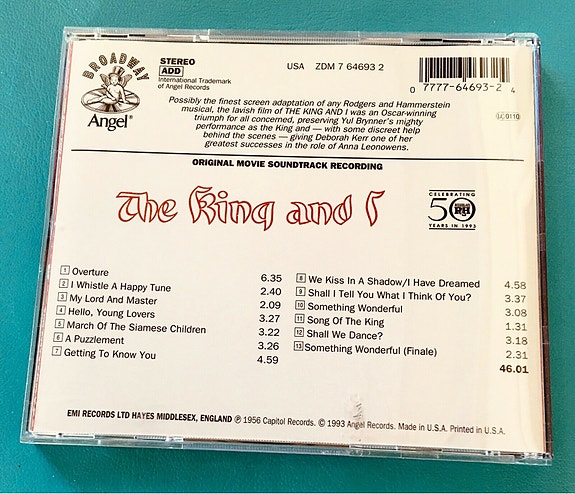 BROADWAY
Angel®
STEREO
ADD
International Trademark
of Angel Records
USA ZDM 7 64693 2
0 7777-64693-2 4
Possibly the finest screen adaptation of any Rodgers and Hammerstein
musical, the lavish film of THE KING AND I was an Oscar-winning
triumph for all concerned, preserving Yul Brynner's mighty
performance as the King and — with some discreet help
behind the scenes — giving Deborah Kerr one of her
greatest successes in the role of Anna Leonowens.
ORIGINAL MOVIE SOUNDTRACK RECORDING
The King and I
CELEBRATING
50
R&H
YEARS IN 1993
1 Overture 6.35
2 I Whistle A Happy Tune 2.40
3 My Lord And Master 2.09
4 Hello, Young Lovers 3.27
5 March Of The Siamese Children 3.22
6 A Puzzlement 3.26
7 Getting To Know You 4.59
8 We Kiss In A Shadow/I Have Dreamed 4.58
9 Shall I Tell You What I Think Of You? 3.37
10 Something Wonderful 3.08
11 Song Of The King 1.31
12 Shall We Dance? 3.18
13 Something Wonderful (Finale) 2.31
46.01
EMI RECORDS LTD HAYES MIDDLESEX, ENGLAND ℗ 1956 Capitol Records. © 1993 Angel Records. Made in U.S.A. Printed in U.S.A.